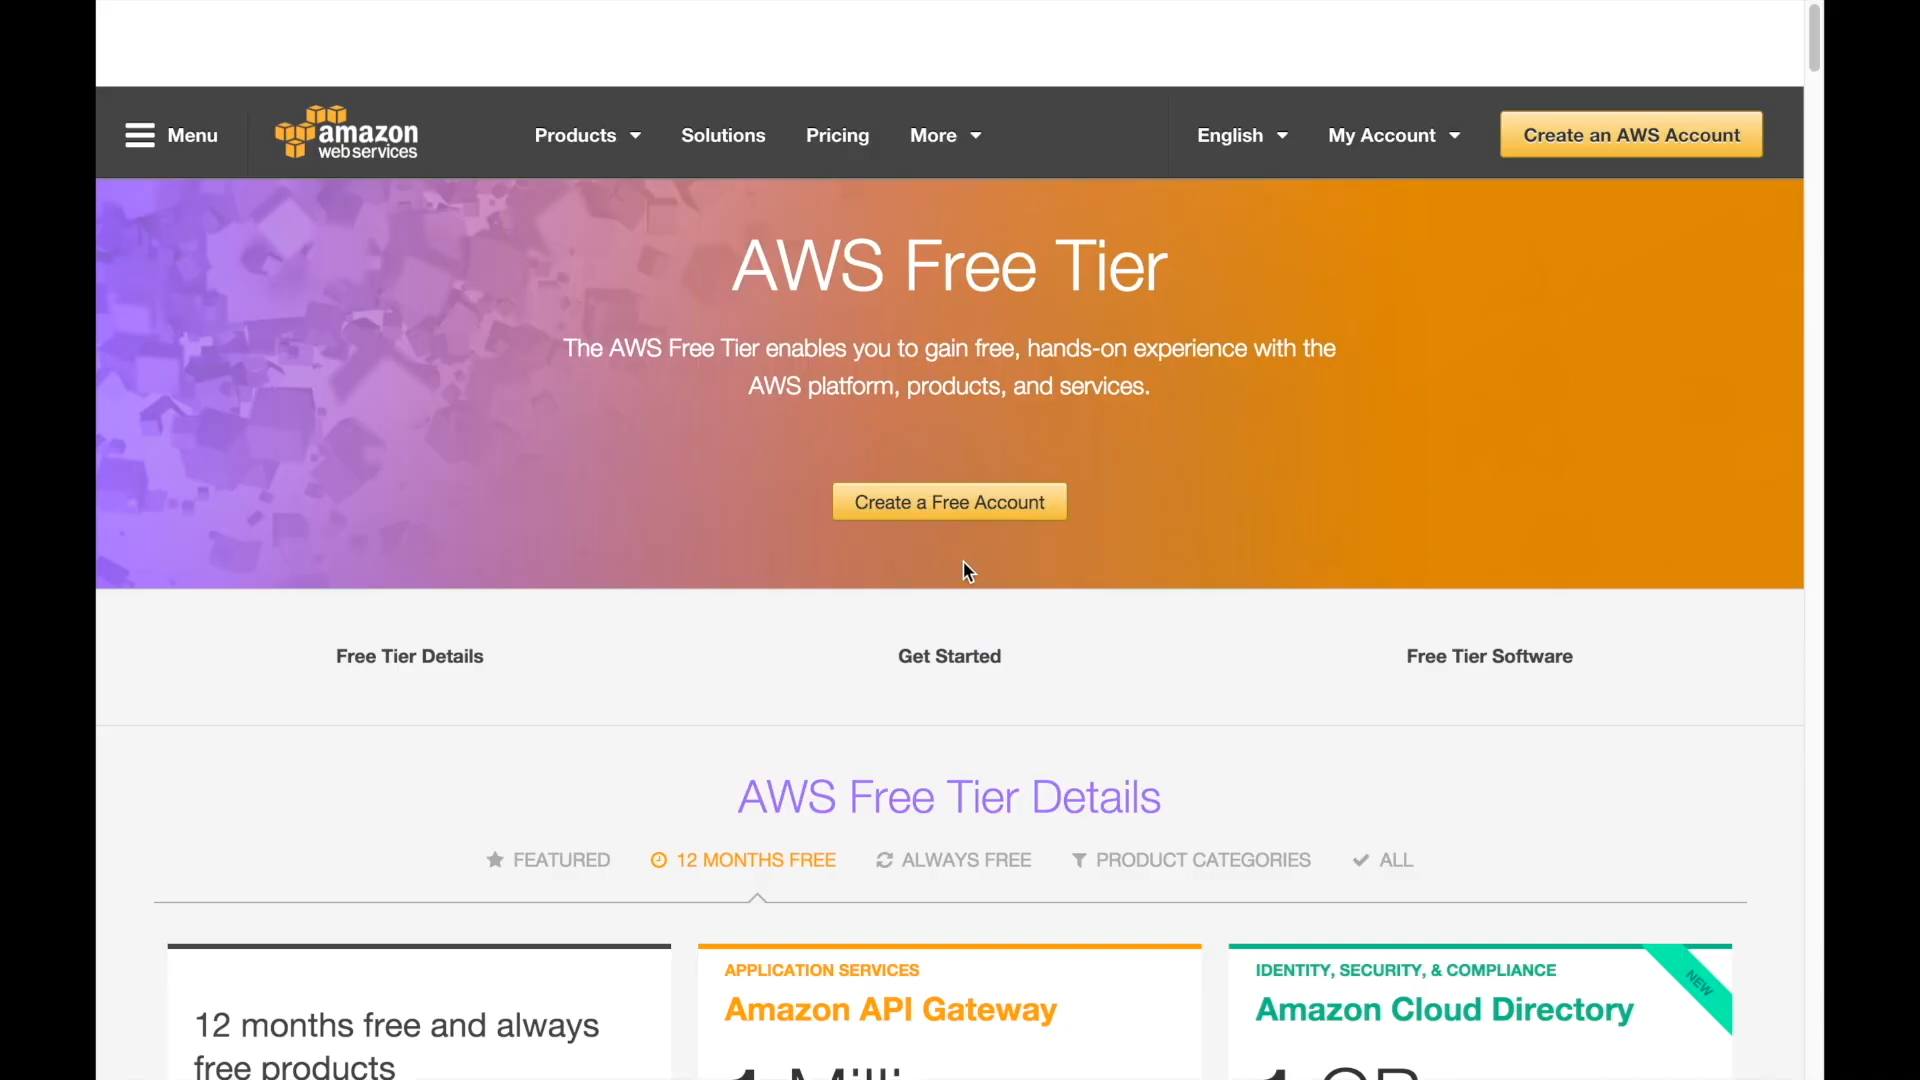 Menu
amazon
webservices
Products
Solutions
Pricing
More
English
My Account
Create an AWS Account
AWS Free Tier
The AWS Free Tier enables you to gain free, hands-on experience with the
AWS platform, products, and services.
Create a Free Account
Free Tier Details
Get Started
Free Tier Software
AWS Free Tier Details
FEATURED
12 MONTHS FREE
ALWAYS FREE
PRODUCT CATEGORIES
ALL
12 months free and always
free products
APPLICATION SERVICES
Amazon API Gateway
IDENTITY, SECURITY, & COMPLIANCE
Amazon Cloud Directory
NEW